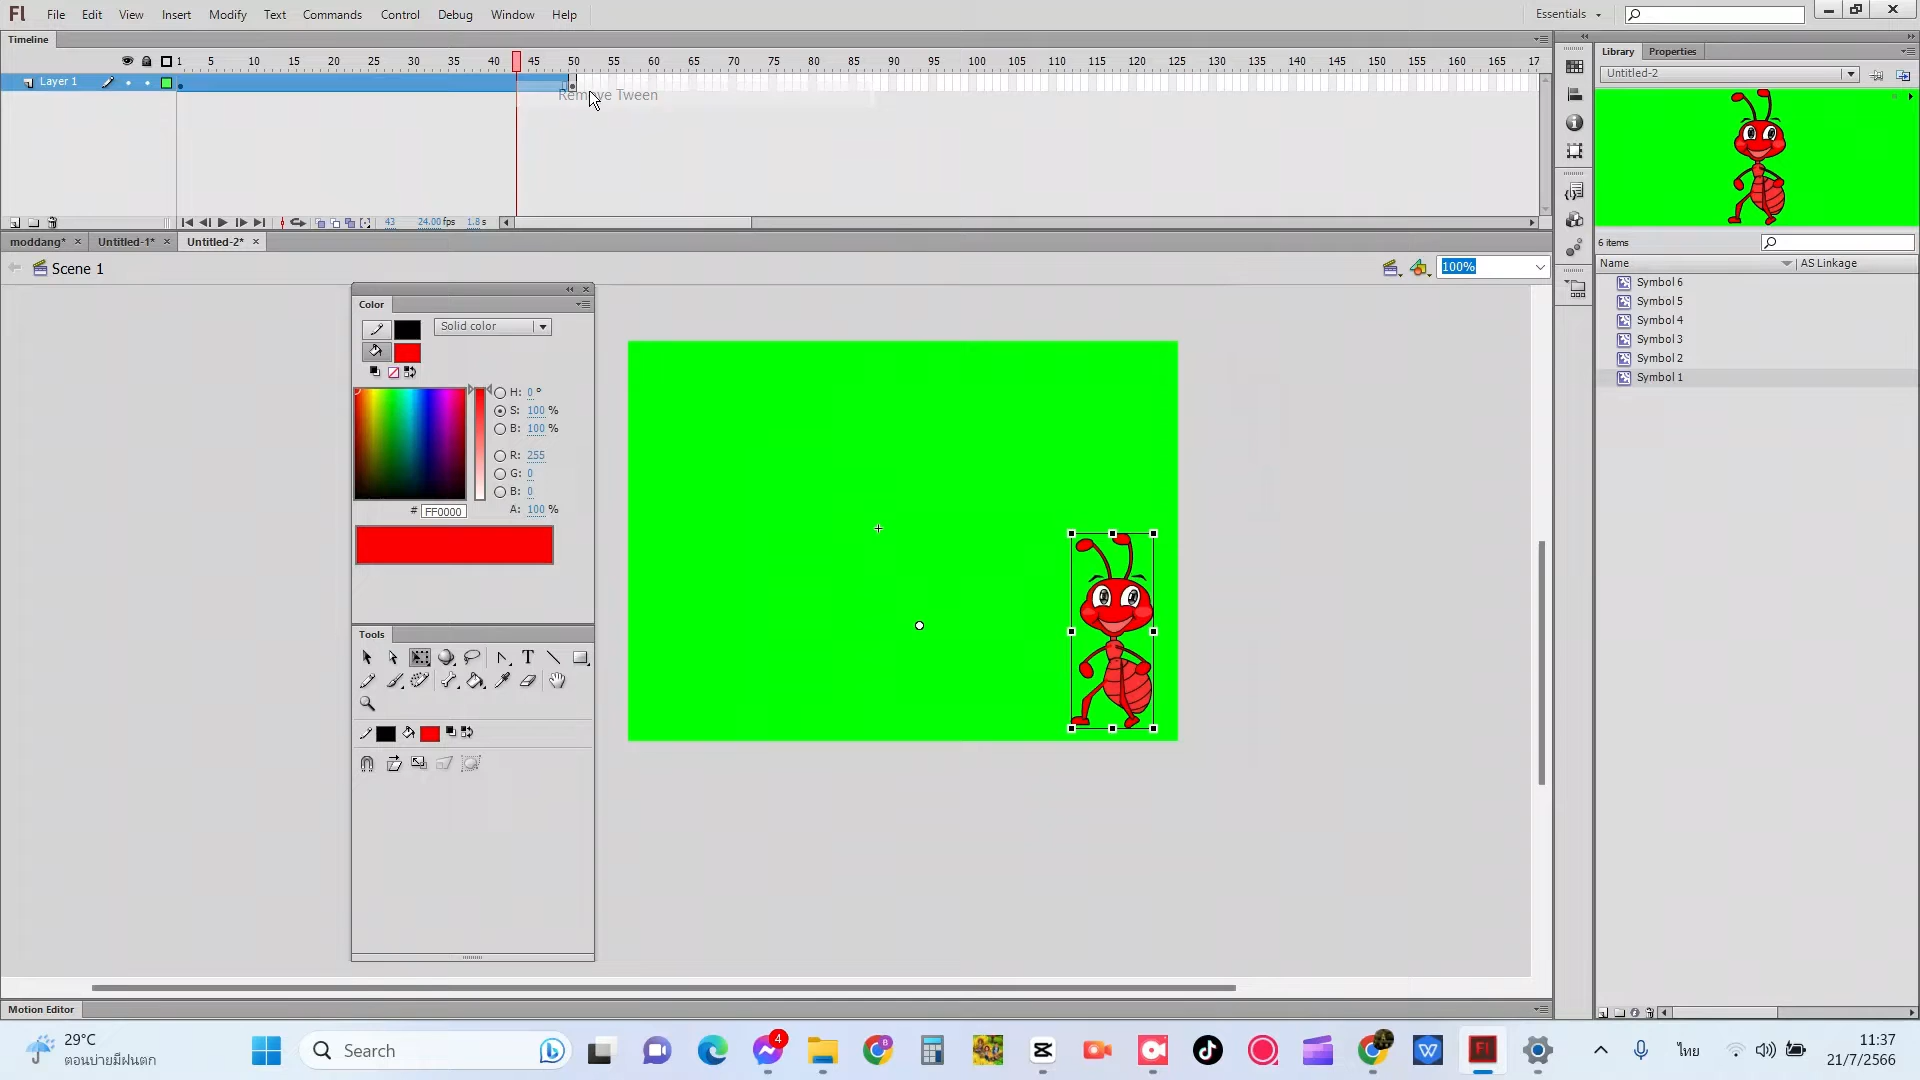 Fl File Edit View Insert Modify Text Commands Control Debug Window Help Essentials
Timeline Library Properties
1 5 10 15 20 25 30 35 40 45 50 55 60 65 70 75 80 85 90 95 100 105 110 115 120 125 130 135 140 145 150 155 160 165 17
Untitled-2
Layer 1
Remove Tween
43 24.00 fps 1.8 s
moddang* Untitled-1* Untitled-2*
6 items
Scene 1 100%
Name AS Linkage
Symbol 6
Symbol 5
Symbol 4
Symbol 3
Symbol 2
Symbol 1
Color
Solid color
H: 0 °
S: 100 %
B: 100 %
R: 255
G: 0
B: 0
# FF0000 A: 100 %
Tools
T
Motion Editor
29°C
ตอนบ่ายมีฝนตก
Search
4
B
A
W
Fl
ไทย
11:37
21/7/2566